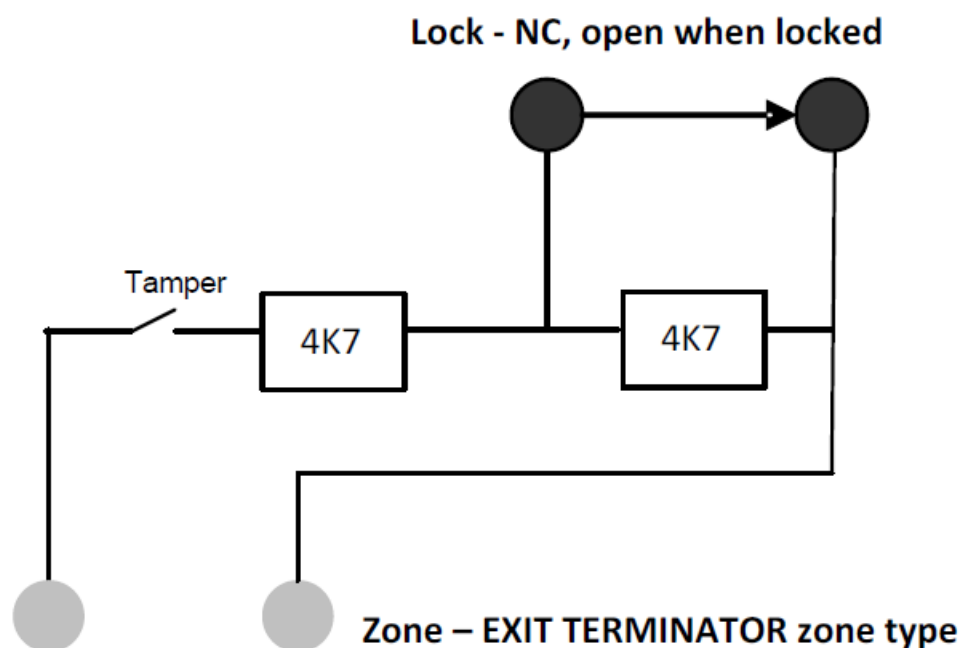 Lock - NC, open when locked
Tamper
4K7
4K7
Zone – EXIT TERMINATOR zone type